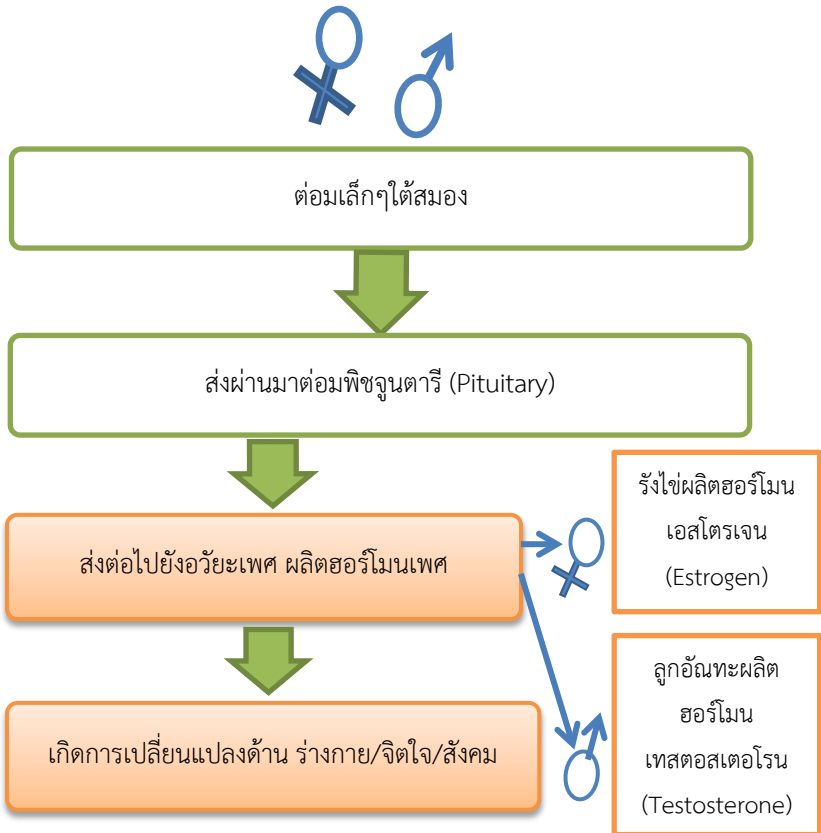 ต่อมเล็กๆใต้สมอง
ส่งผ่านมาต่อมพิชจูนตารี (Pituitary)
ส่งต่อไปยังอวัยะเพศ ผลิตฮอร์โมนเพศ
รังไข่ผลิตฮอร์โมน
เอสโตรเจน
(Estrogen)
เกิดการเปลี่ยนแปลงด้าน ร่างกาย/จิตใจ/สังคม
ลูกอัณทะผลิต
ฮอร์โมน
เทสตอสเตอโรน
(Testosterone)